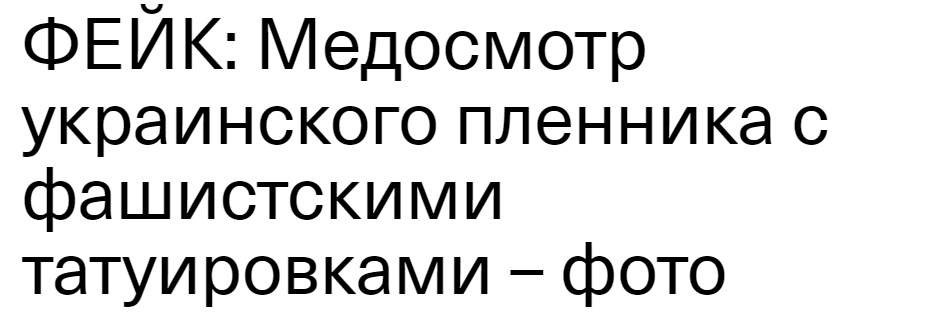 ФЕЙК: Медосмотр
украинского пленника с
фашистскими
татуировками – фото